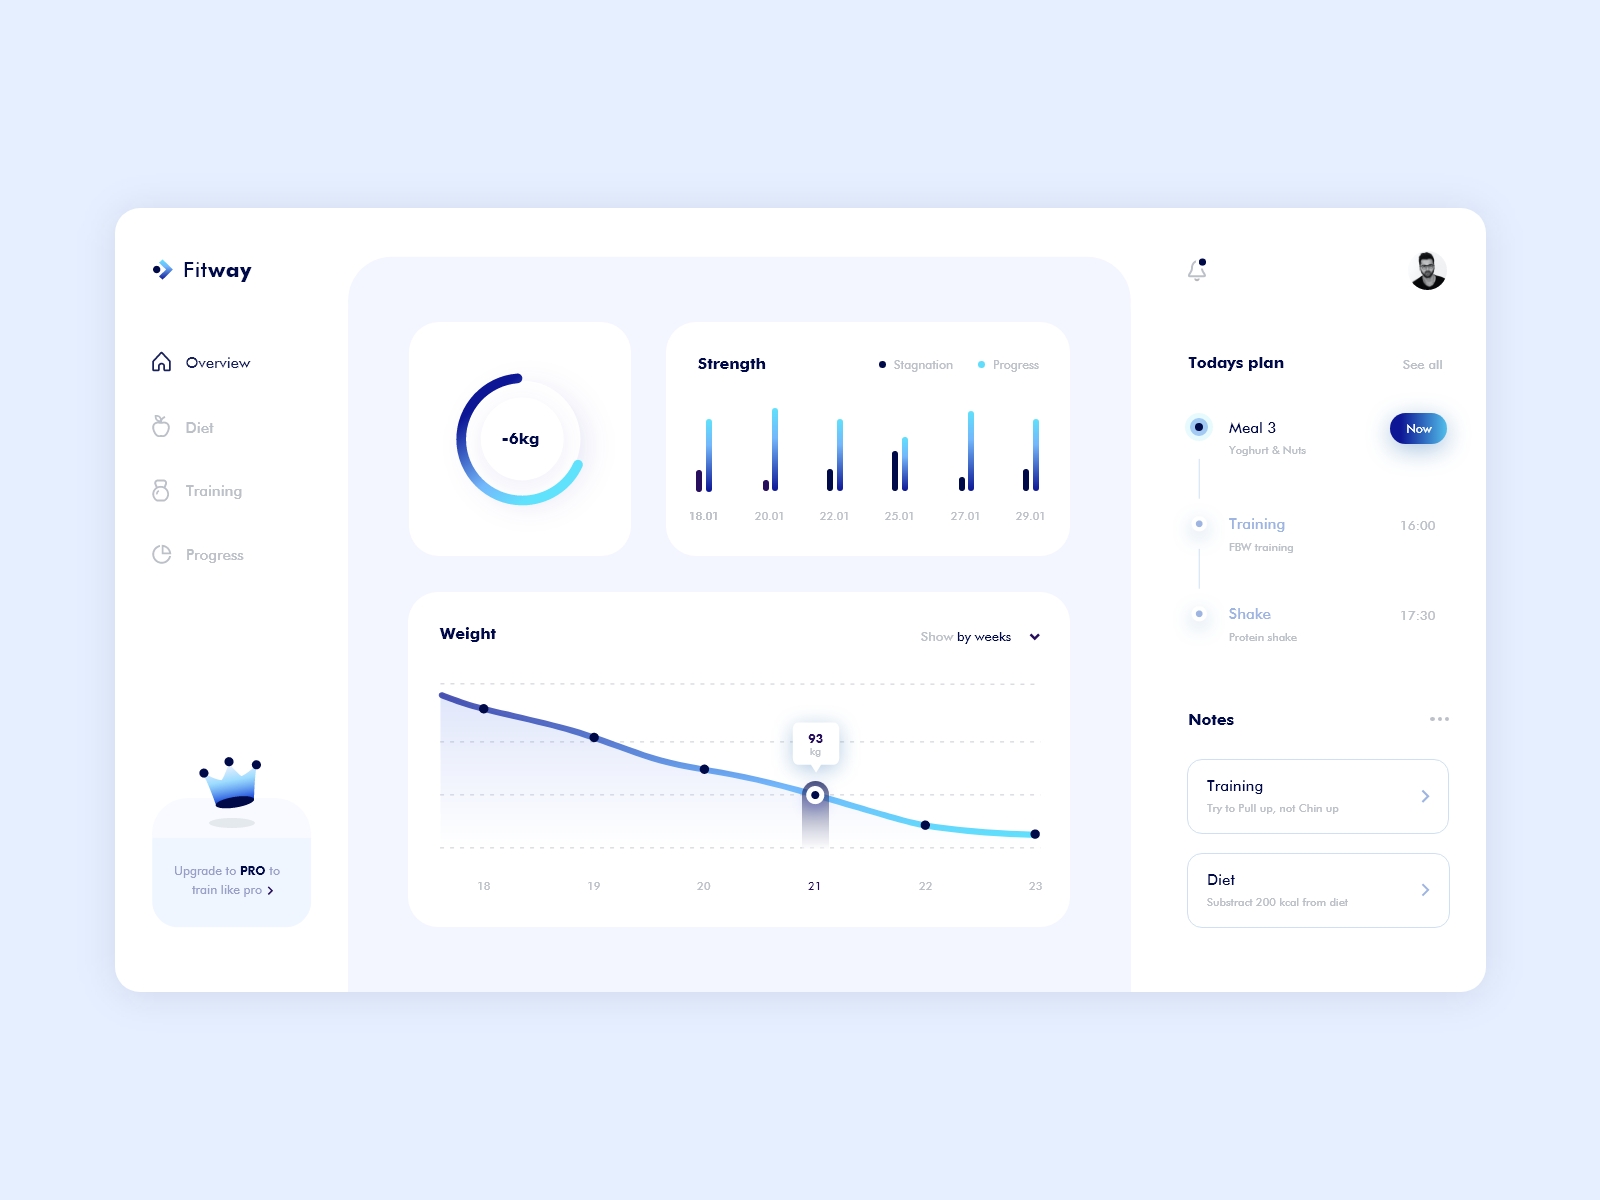 Fitway
Overview
Diet
Training
Progress
Upgrade to PRO to
train like pro
-6kg
Strength
Stagnation
Progress
18.01
20.01
22.01
25.01
27.01
29.01
Weight
Show by weeks
93
kg
18
19
20
21
22
23
Todays plan
See all
Meal 3
Yoghurt & Nuts
Now
Training
FBW training
16:00
Shake
Protein shake
17:30
Notes
Training
Try to Pull up, not Chin up
Diet
Substract 200 kcal from diet